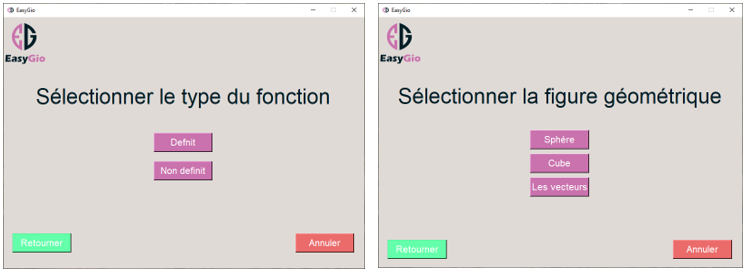 EasyGio
EasyGio
Sélectionner le type du fonction
Defnit
Non definit
Retourner
Annuler
EasyGio
EasyGio
Sélectionner la figure géométrique
Sphére
Cube
Les vecteurs
Retourner
Annuler